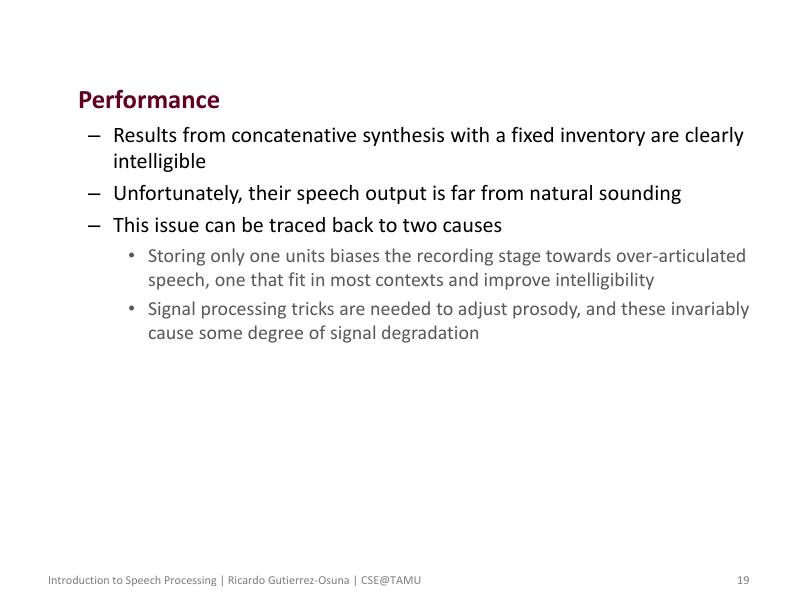 Performance
– Results from concatenative synthesis with a fixed inventory are clearly
intelligible
– Unfortunately, their speech output is far from natural sounding
– This issue can be traced back to two causes
• Storing only one units biases the recording stage towards over-articulated
speech, one that fit in most contexts and improve intelligibility
• Signal processing tricks are needed to adjust prosody, and these invariably
cause some degree of signal degradation
Introduction to Speech Processing | Ricardo Gutierrez-Osuna | CSE@TAMU
19